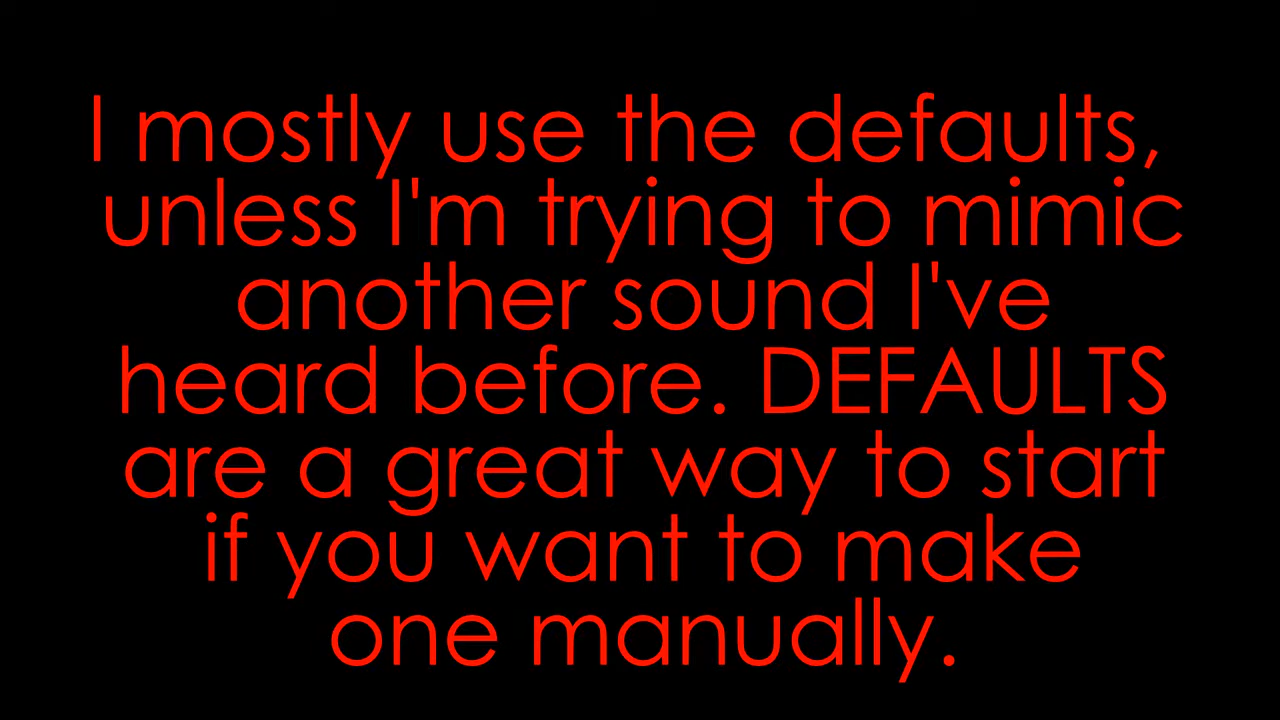 I mostly use the defaults,
unless I'm trying to mimic
another sound I've
heard before. DEFAULTS
are a great way to start
if you want to make
one manually.